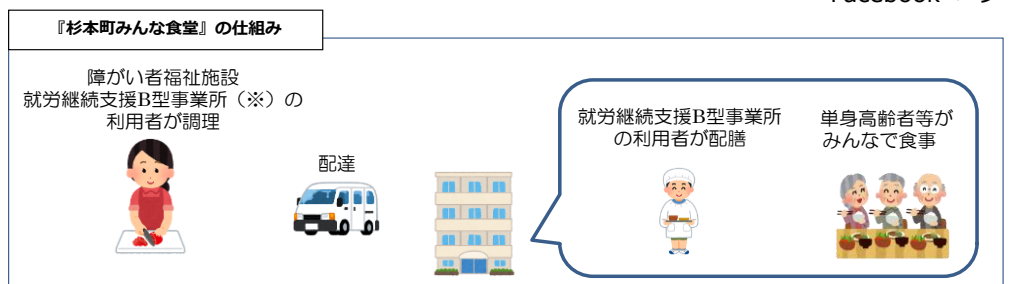 『杉本町みんな食堂』の仕組み
障がい者福祉施設
就労継続支援B型事業所（※）の
利用者が調理
配達
就労継続支援B型事業所
の利用者が配膳
単身高齢者等が
みんなで食事